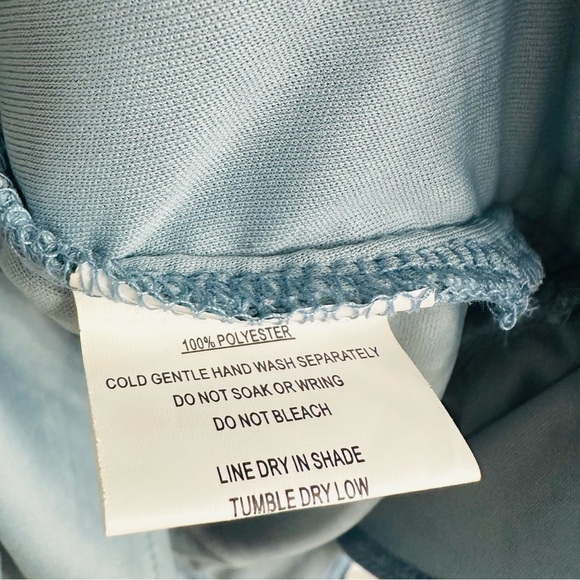 100% POLYESTER
COLD GENTLE HAND WASH SEPARATELY
DO NOT SOAK OR WRING
DO NOT BLEACH
LINE DRY IN SHADE
TUMBLE DRY LOW